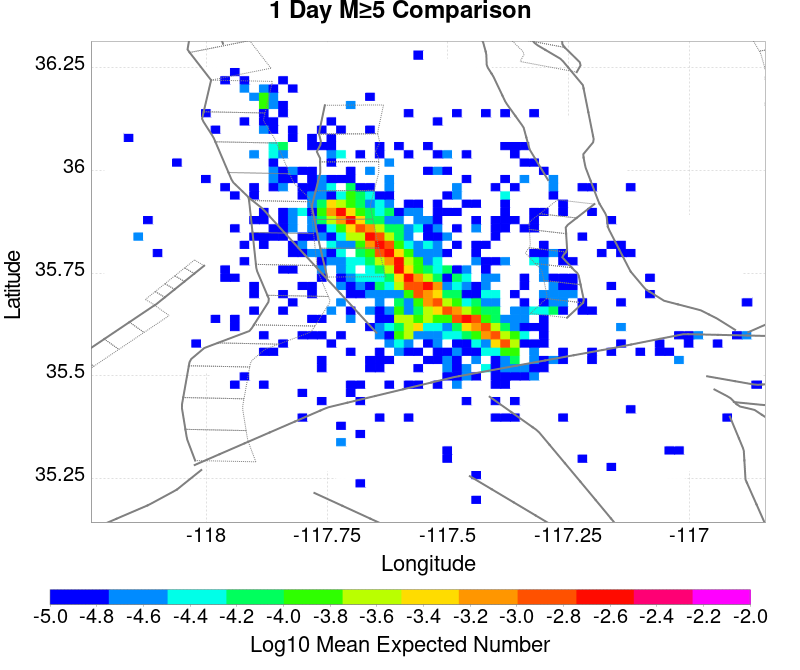 1 Day M≥5 Comparison
36.25
36
35.75
35.5
35.25
Latitude
-118 -117.75 -117.5 -117.25 -117
Longitude
-5.0 -4.8 -4.6 -4.4 -4.2 -4.0 -3.8 -3.6 -3.4 -3.2 -3.0 -2.8 -2.6 -2.4 -2.2 -2.0
Log10 Mean Expected Number